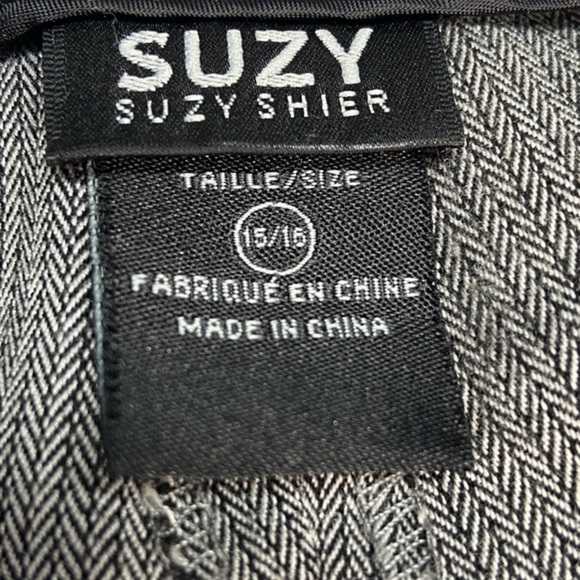 SUZY
SUZY SHIER
TAILLE/SIZE
15/16
FABRIQUÉ EN CHINE
MADE IN CHINA